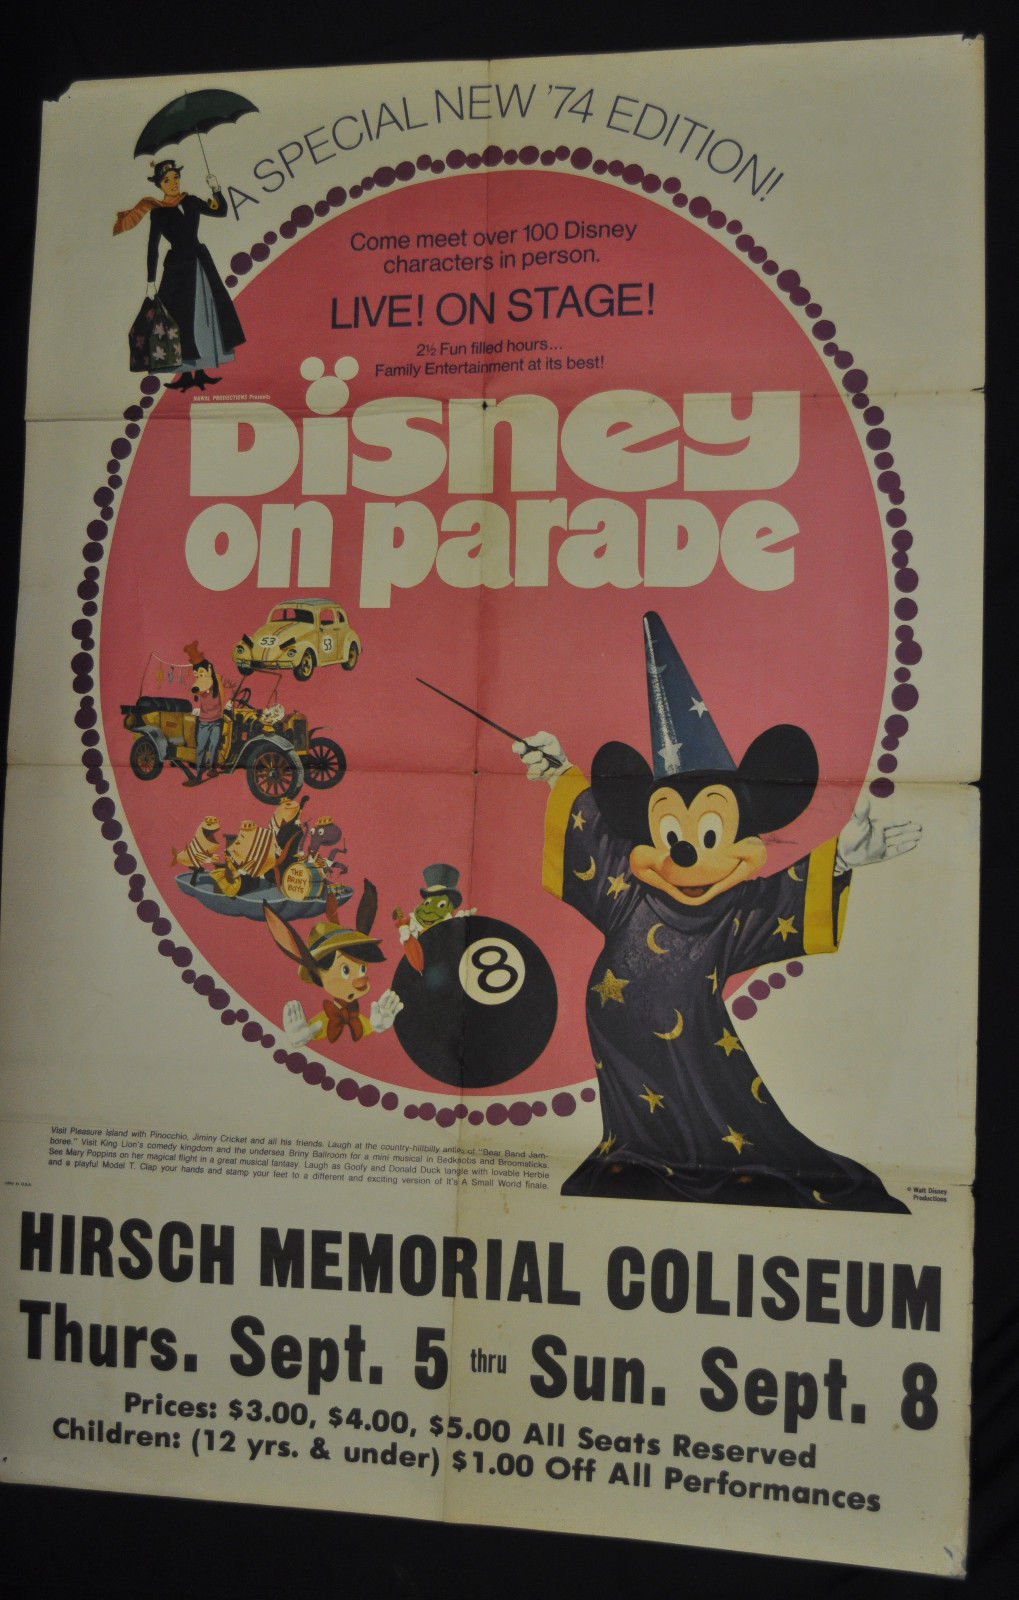 A SPECIAL NEW '74 EDITION!
Come meet over 100 Disney
characters in person.
LIVE! ON STAGE!
2½ Fun filled hours...
Family Entertainment at its best!
NAWAL PRODUCTIONS Presents
Disney
on parade
53
53
THE
BRINY
BOYS
8
Visit Pleasure Island with Pinocchio, Jiminy Cricket and all his friends. Laugh at the country-hillbilly antics of "Bear Band Jam-
boree." Visit King Lion's comedy kingdom and the undersea Briny Ballroom for a mini musical in Bedknobs and Broomsticks.
See Mary Poppins on her magical flight in a great musical fantasy. Laugh as Goofy and Donald Duck tangle with lovable Herbie
and a playful Model T. Clap your hands and stamp your feet to a different and exciting version of It's A Small World finale.
© Walt Disney
Productions
HIRSCH MEMORIAL COLISEUM
Thurs. Sept. 5 thru Sun. Sept. 8
Prices: $3.00, $4.00, $5.00 All Seats Reserved
Children: (12 yrs. & under) $1.00 Off All Performances